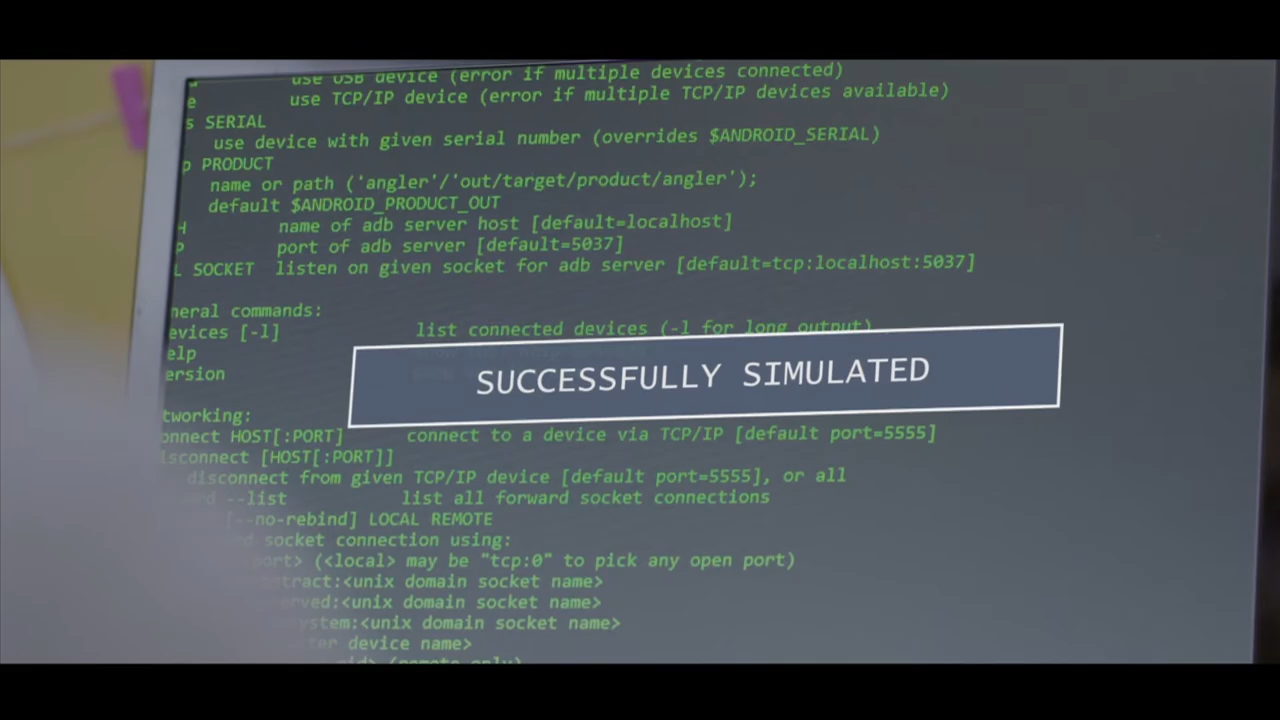 use USB device (error if multiple devices connected)
e use TCP/IP device (error if multiple TCP/IP devices available)
s SERIAL
use device with given serial number (overrides $ANDROID_SERIAL)
p PRODUCT
name or path ('angler'/'out/target/product/angler');
default $ANDROID_PRODUCT_OUT
H name of adb server host [default=localhost]
P port of adb server [default=5037]
L SOCKET listen on given socket for adb server [default=tcp:localhost:5037]
neral commands:
evices [-l] list connected devices (-l for long output)
elp
ersion
SUCCESSFULLY SIMULATED
tworking:
onnect HOST[:PORT] connect to a device via TCP/IP [default port=5555]
isconnect [HOST[:PORT]]
disconnect from given TCP/IP device [default port=5555], or all
rd --list list all forward socket connections
[--no-rebind] LOCAL REMOTE
rd socket connection using:
port> (<local> may be "tcp:0" to pick any open port)
tract:<unix domain socket name>
erved:<unix domain socket name>
ystem:<unix domain socket name>
ter device name>